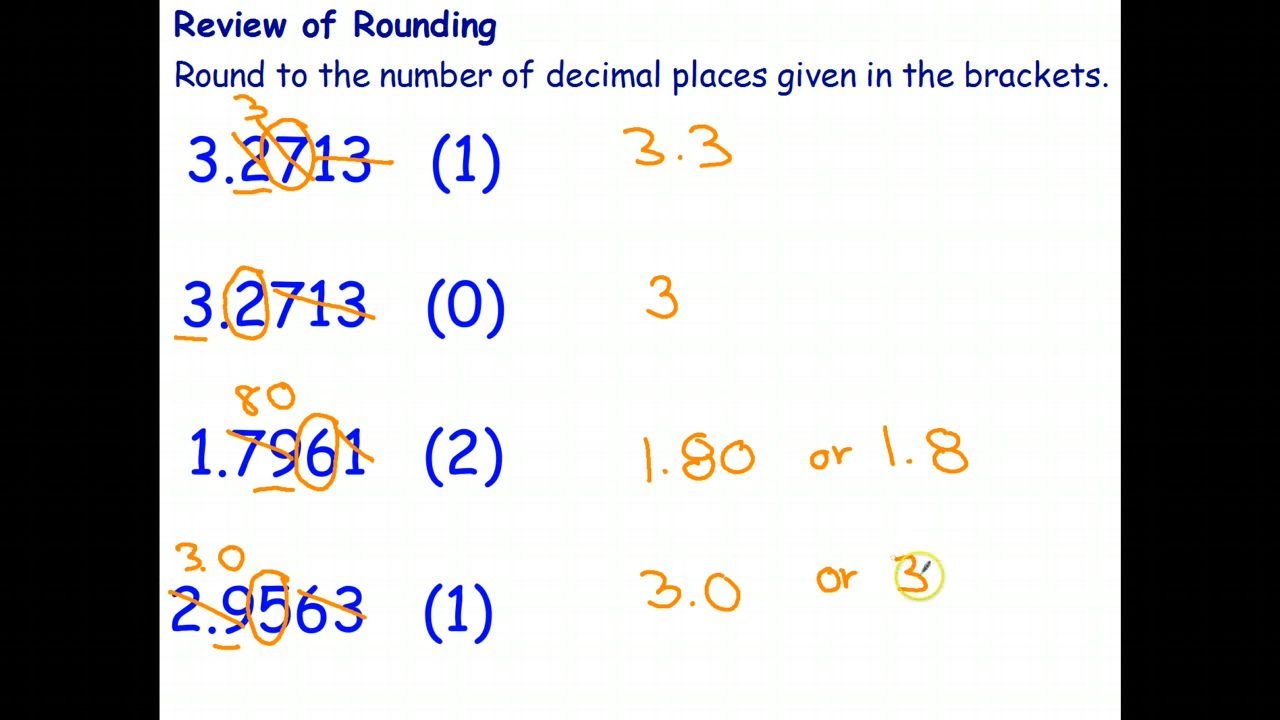 Review of Rounding
Round to the number of decimal places given in the brackets.
3
3.2713 (1) 3.3
3.2713 (0) 3
80
1.7961 (2) 1.80 or 1.8
3.0
2.9563 (1) 3.0 or 3